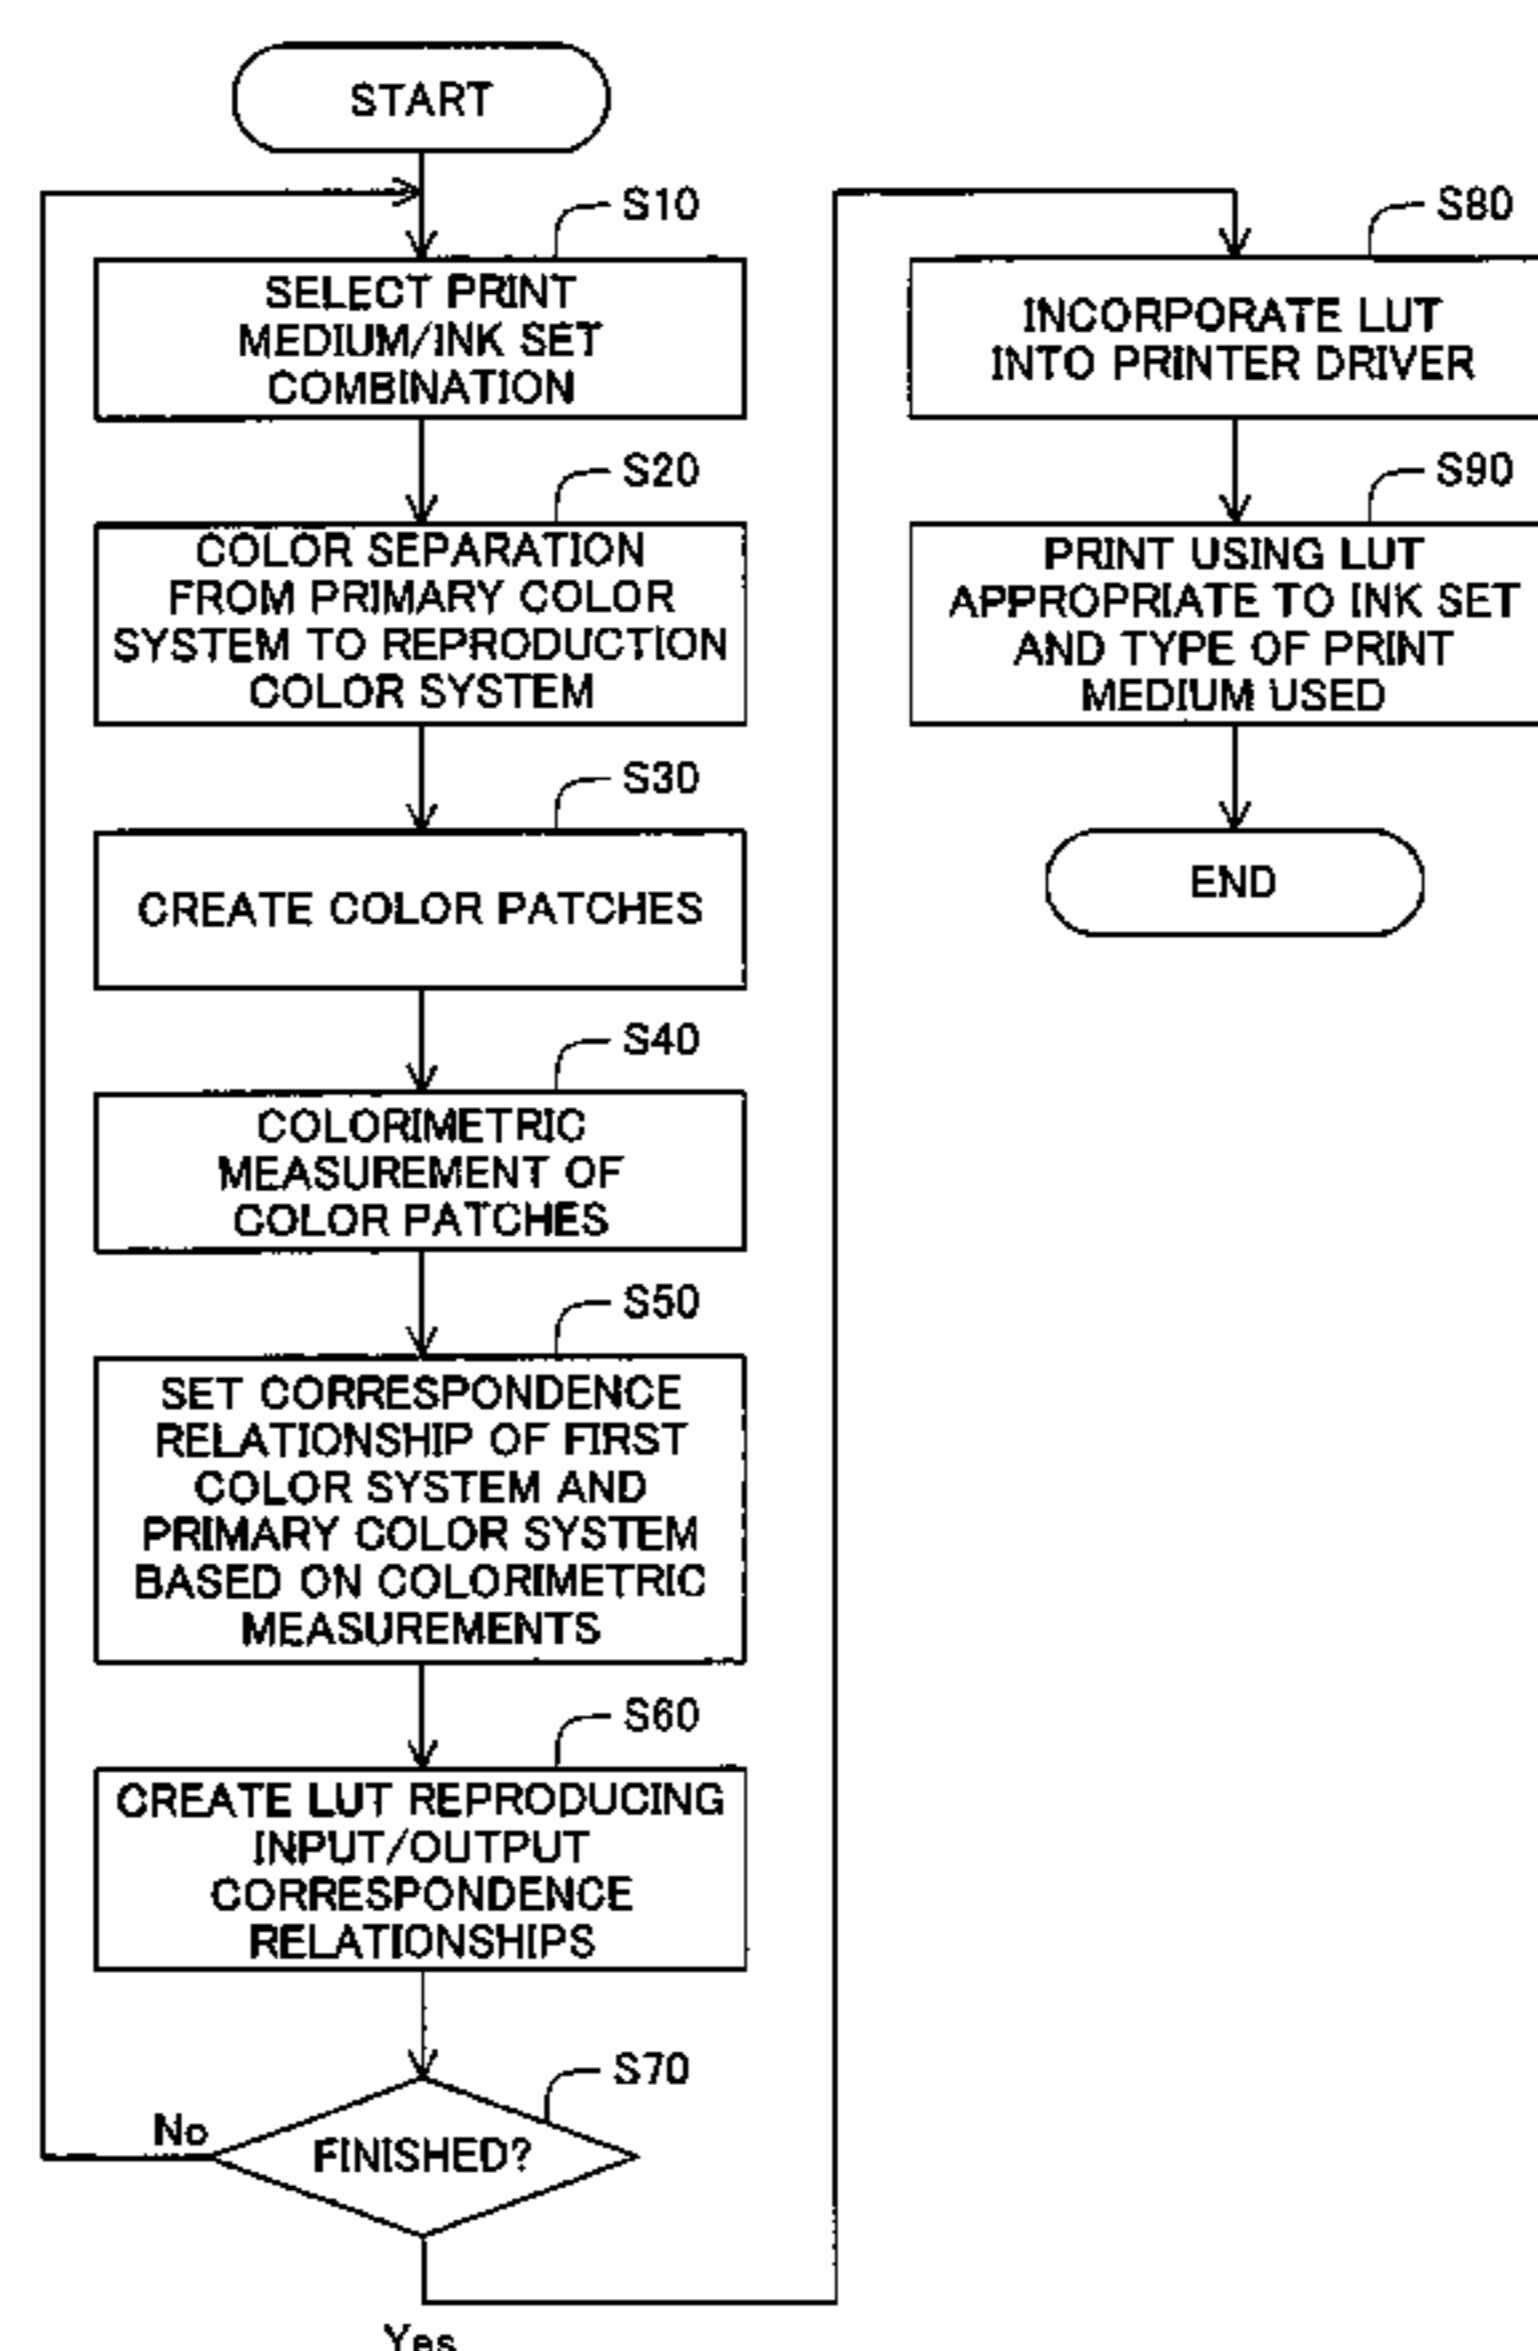 START
S10
SELECT PRINT
MEDIUM/INK SET
COMBINATION
S20
COLOR SEPARATION
FROM PRIMARY COLOR
SYSTEM TO REPRODUCTION
COLOR SYSTEM
S30
CREATE COLOR PATCHES
S40
COLORIMETRIC
MEASUREMENT OF
COLOR PATCHES
S50
SET CORRESPONDENCE
RELATIONSHIP OF FIRST
COLOR SYSTEM AND
PRIMARY COLOR SYSTEM
BASED ON COLORIMETRIC
MEASUREMENTS
S60
CREATE LUT REPRODUCING
INPUT/OUTPUT
CORRESPONDENCE
RELATIONSHIPS
S70
No
FINISHED?
Yes
S80
INCORPORATE LUT
INTO PRINTER DRIVER
S90
PRINT USING LUT
APPROPRIATE TO INK SET
AND TYPE OF PRINT
MEDIUM USED
END